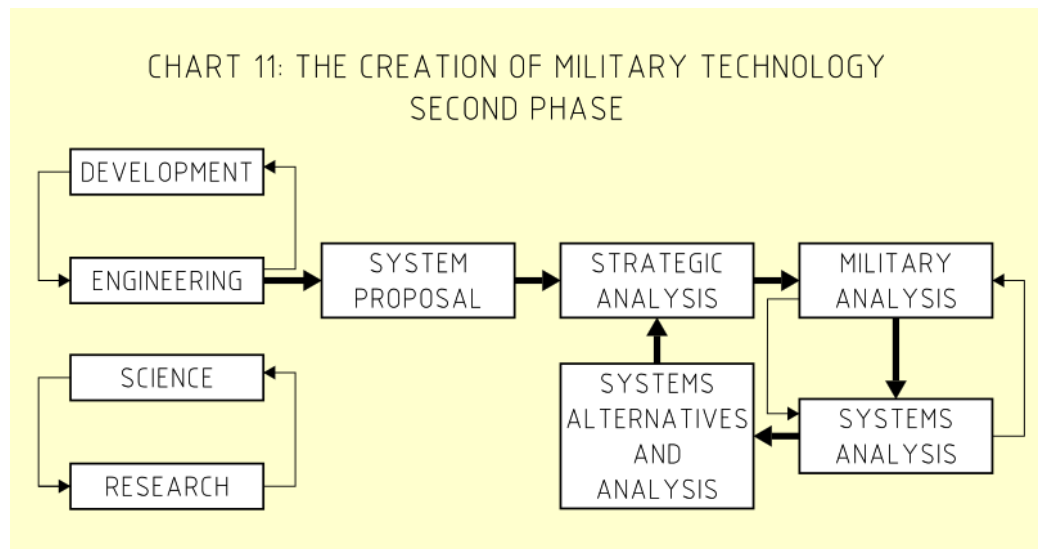 CHART 11: THE CREATION OF MILITARY TECHNOLOGY
SECOND PHASE
DEVELOPMENT
ENGINEERING
SYSTEM
PROPOSAL
STRATEGIC
ANALYSIS
MILITARY
ANALYSIS
SCIENCE
RESEARCH
SYSTEMS
ALTERNATIVES
AND
ANALYSIS
SYSTEMS
ANALYSIS